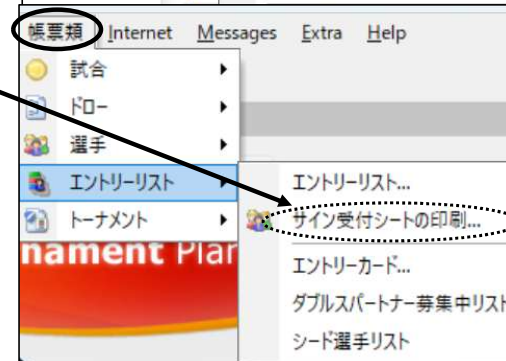 帳票類 Internet Messages Extra Help
試合
ドロー
選手
エントリーリスト
トーナメント
エントリーリスト...
サイン受付シートの印刷...
エントリーカード...
ダブルスパートナー募集中リスト
シード選手リスト
nament Plan